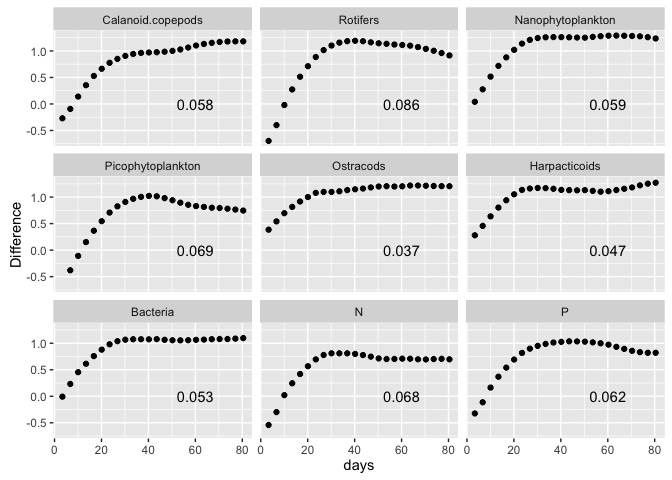 Calanoid.copepods Rotifers Nanophytoplankton
1.0
0.5
0.0
-0.5
0.058 0.086 0.059
Picophytoplankton Ostracods Harpacticoids
1.0
0.5
0.0
-0.5
0.069 0.037 0.047
Difference
Bacteria N P
1.0
0.5
0.0
-0.5
0.053 0.068 0.062
0 20 40 60 80 0 20 40 60 80 0 20 40 60 80
days